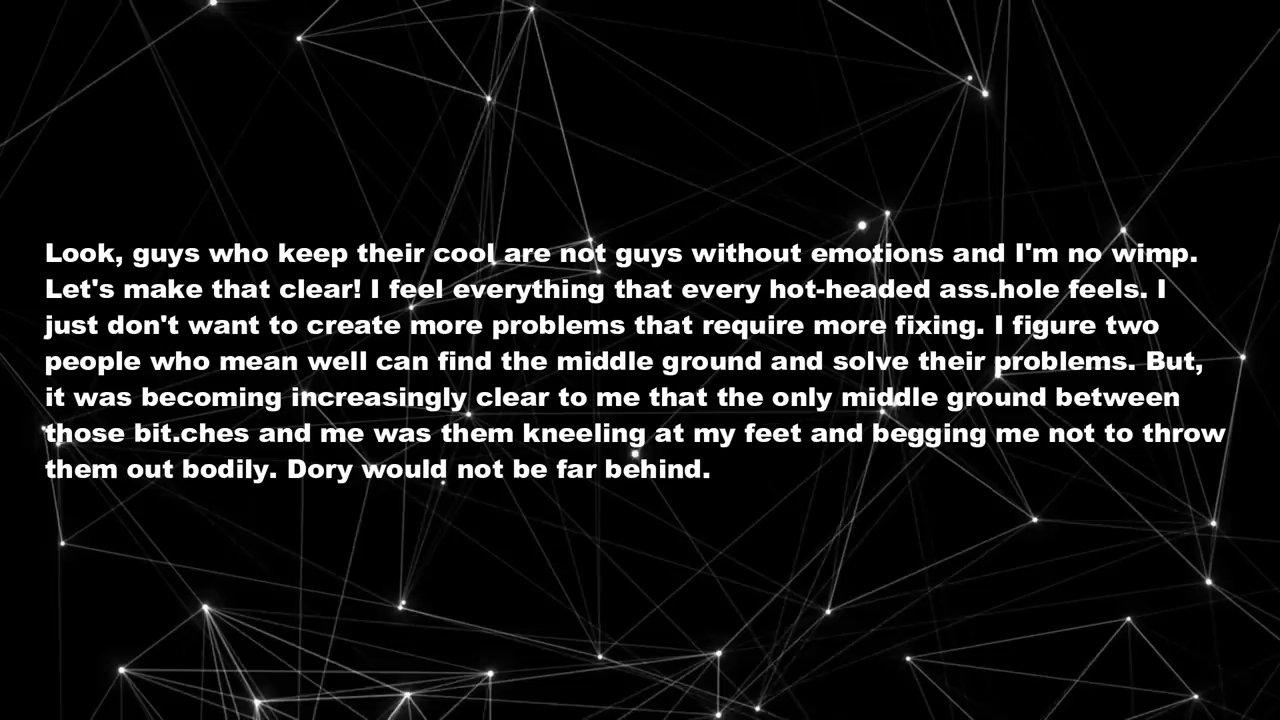 Look, guys who keep their cool are not guys without emotions and I'm no wimp.
Let's make that clear! I feel everything that every hot-headed ass.hole feels. I
just don't want to create more problems that require more fixing. I figure two
people who mean well can find the middle ground and solve their problems. But,
it was becoming increasingly clear to me that the only middle ground between
those bit.ches and me was them kneeling at my feet and begging me not to throw
them out bodily. Dory would not be far behind.